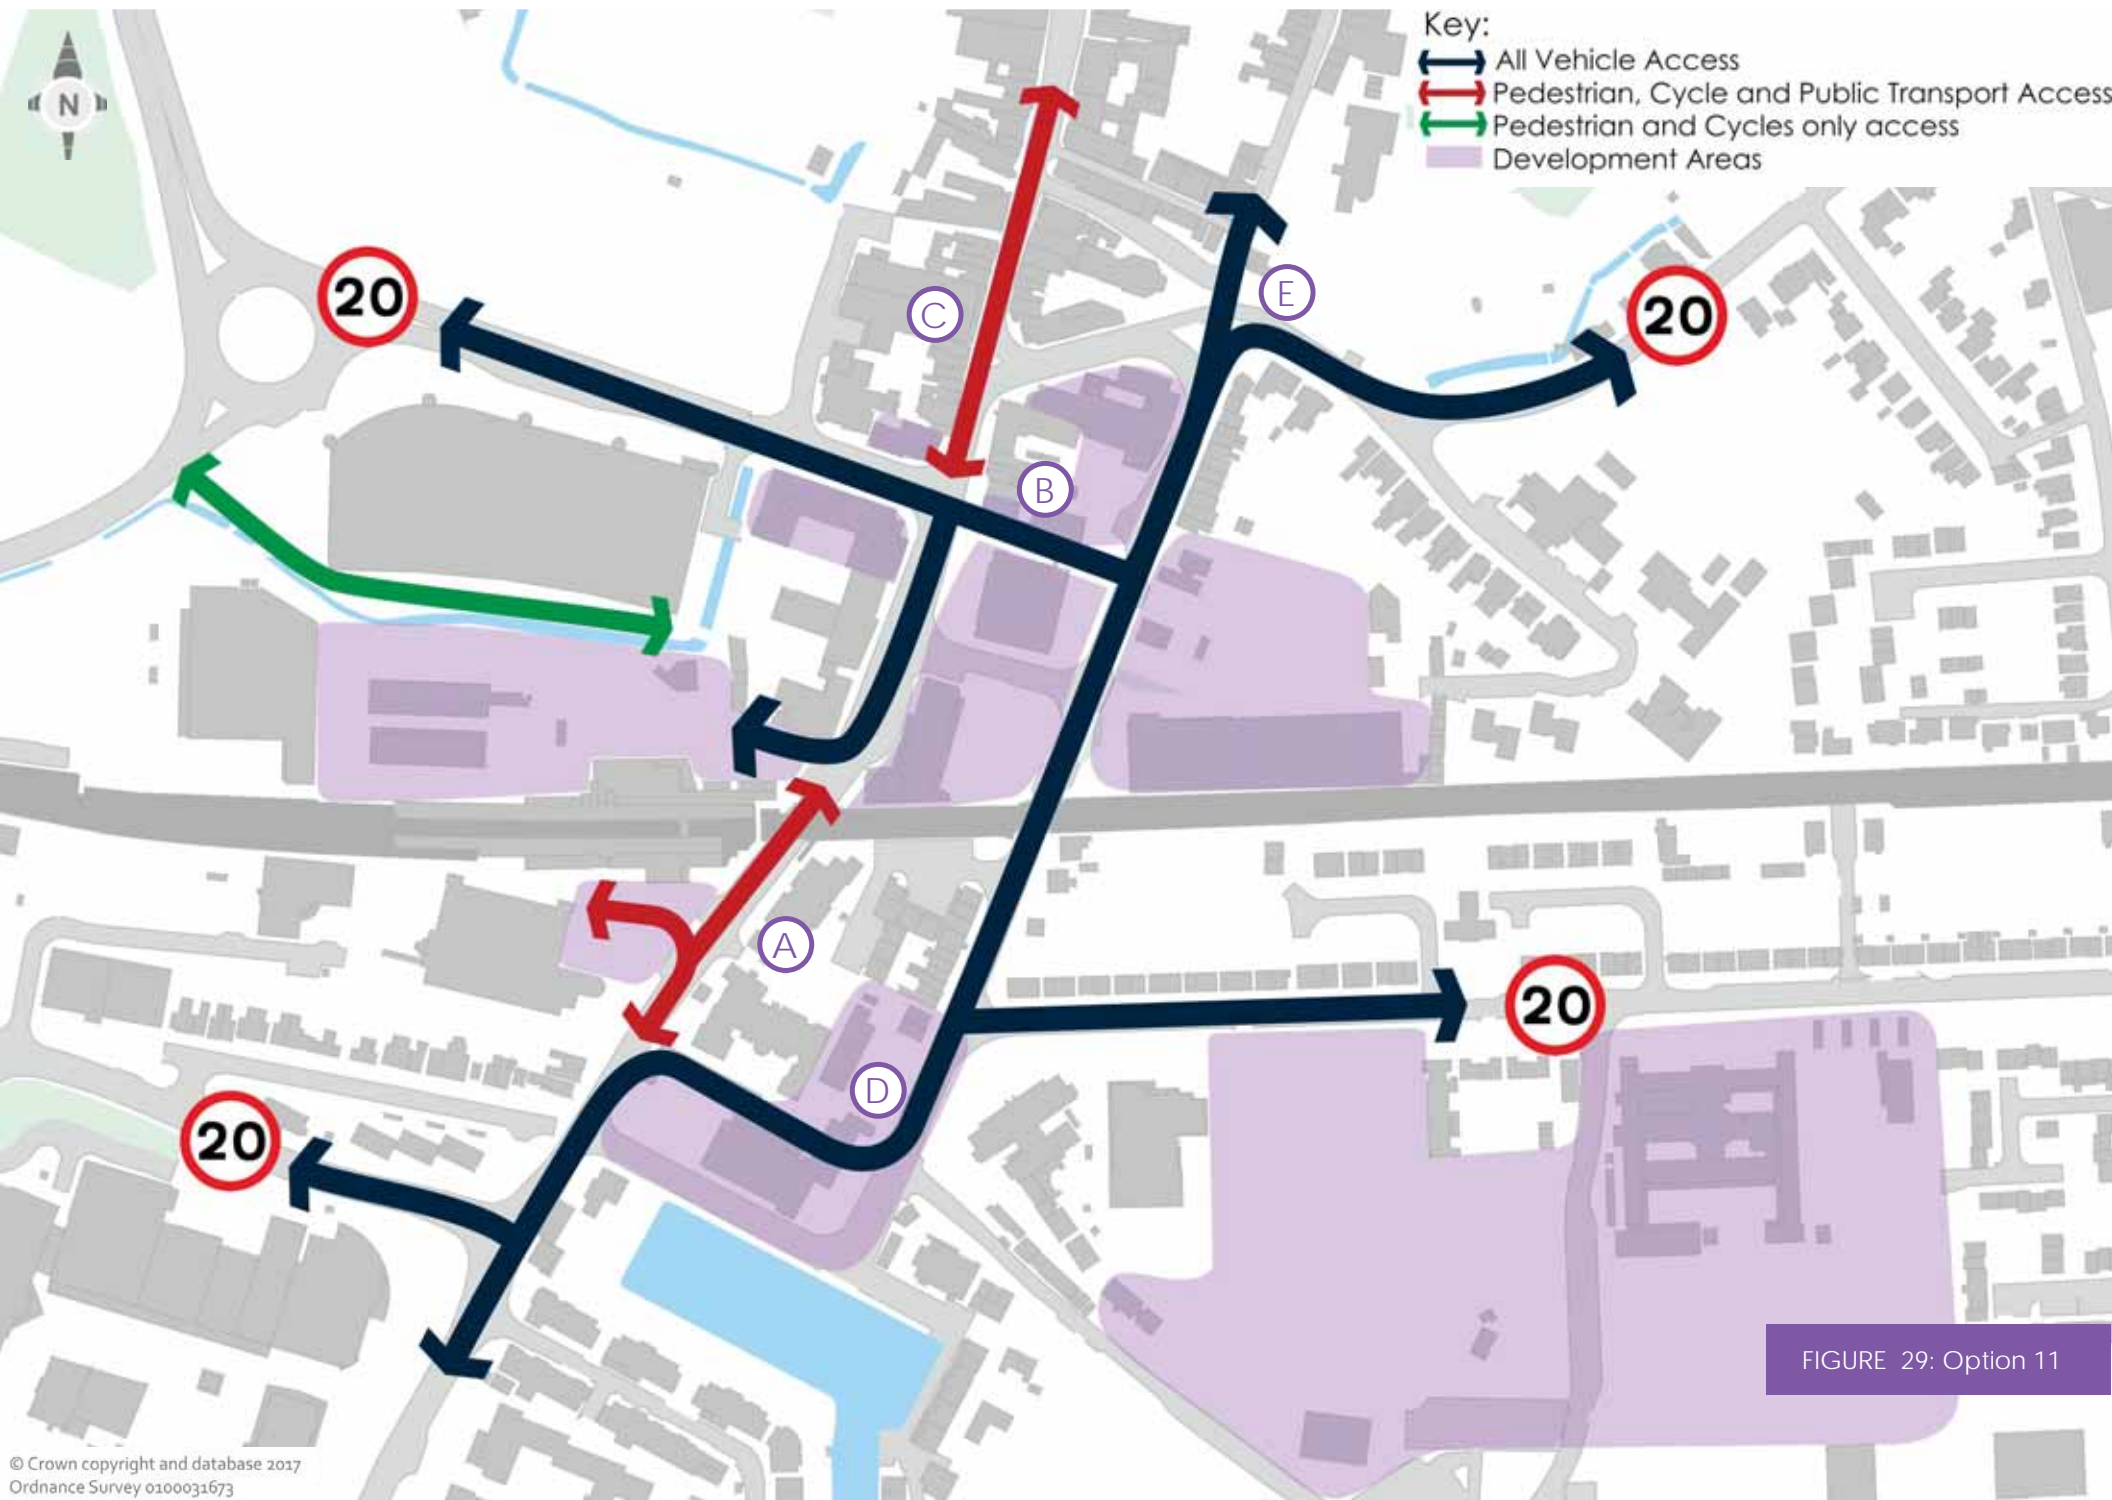 Key:
All Vehicle Access
Pedestrian, Cycle and Public Transport Access
Pedestrian and Cycles only access
Development Areas
N
20
C
E
20
B
A
20
D
20
FIGURE 29: Option 11
© Crown copyright and database 2017
Ordnance Survey 0100031673